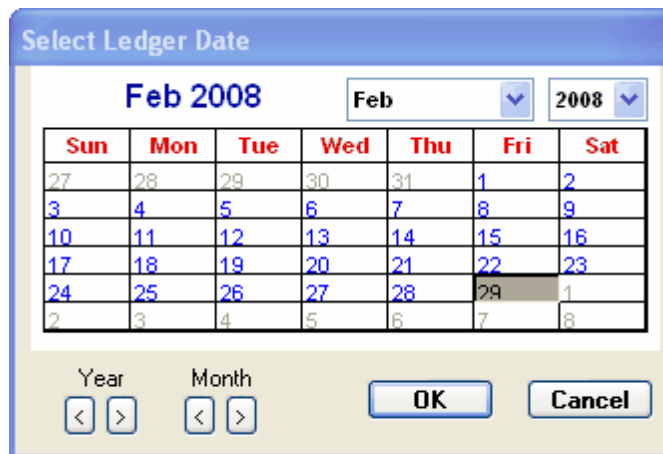 Select Ledger Date
Feb 2008 Feb 2008
Sun Mon Tue Wed Thu Fri Sat
27 28 29 30 31 1 2
3 4 5 6 7 8 9
10 11 12 13 14 15 16
17 18 19 20 21 22 23
24 25 26 27 28 29 1
2 3 4 5 6 7 8
Year Month
< > < > OK Cancel